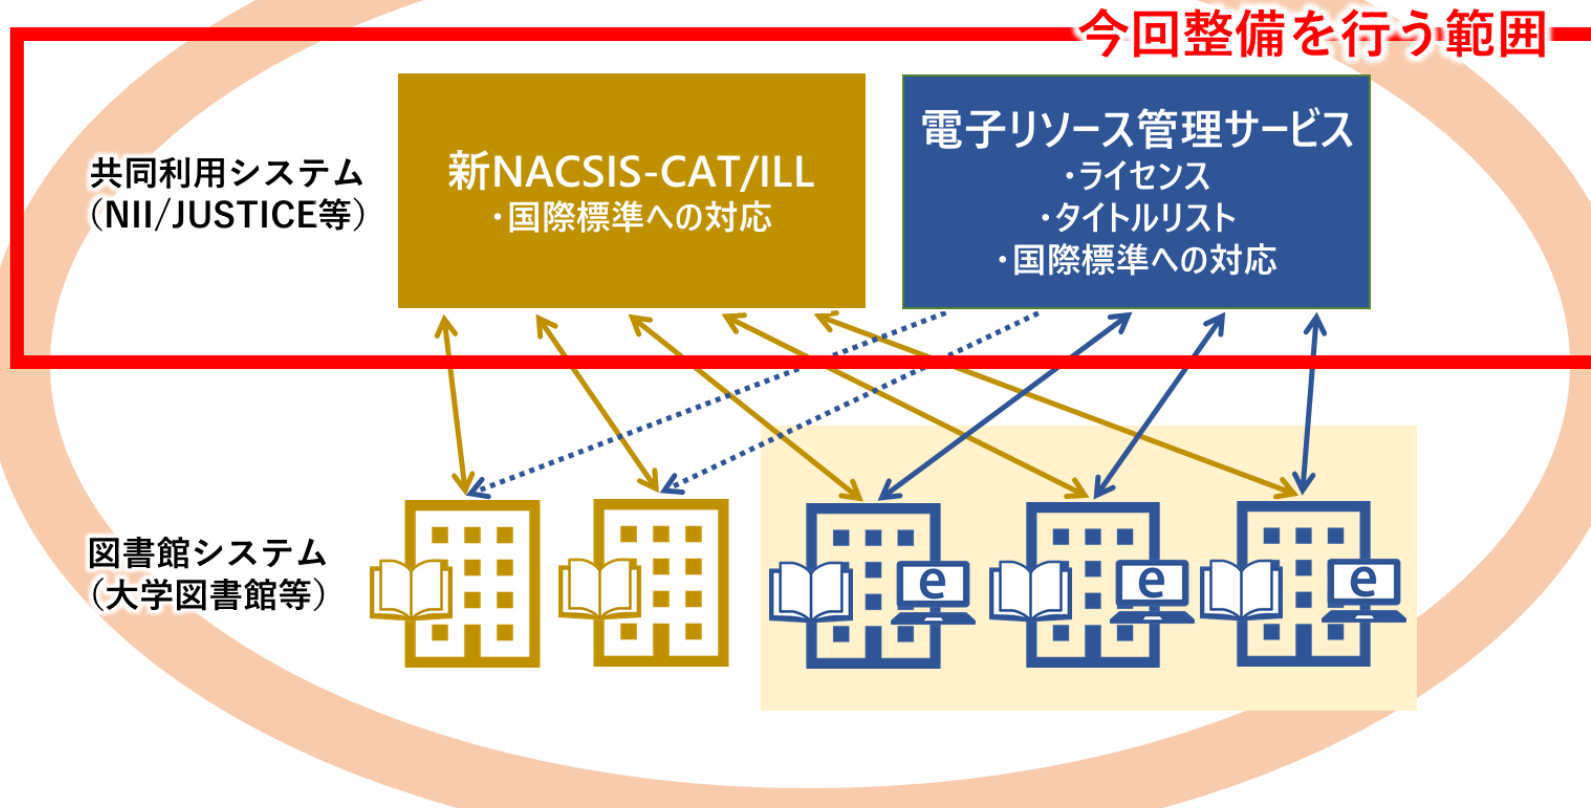 今回整備を行う範囲
共同利用システム
（NII/JUSTICE等）
新NACSIS-CAT/ILL
・国際標準への対応
電子リソース管理サービス
・ライセンス
・タイトルリスト
・国際標準への対応
図書館システム
（大学図書館等）
e
e
e